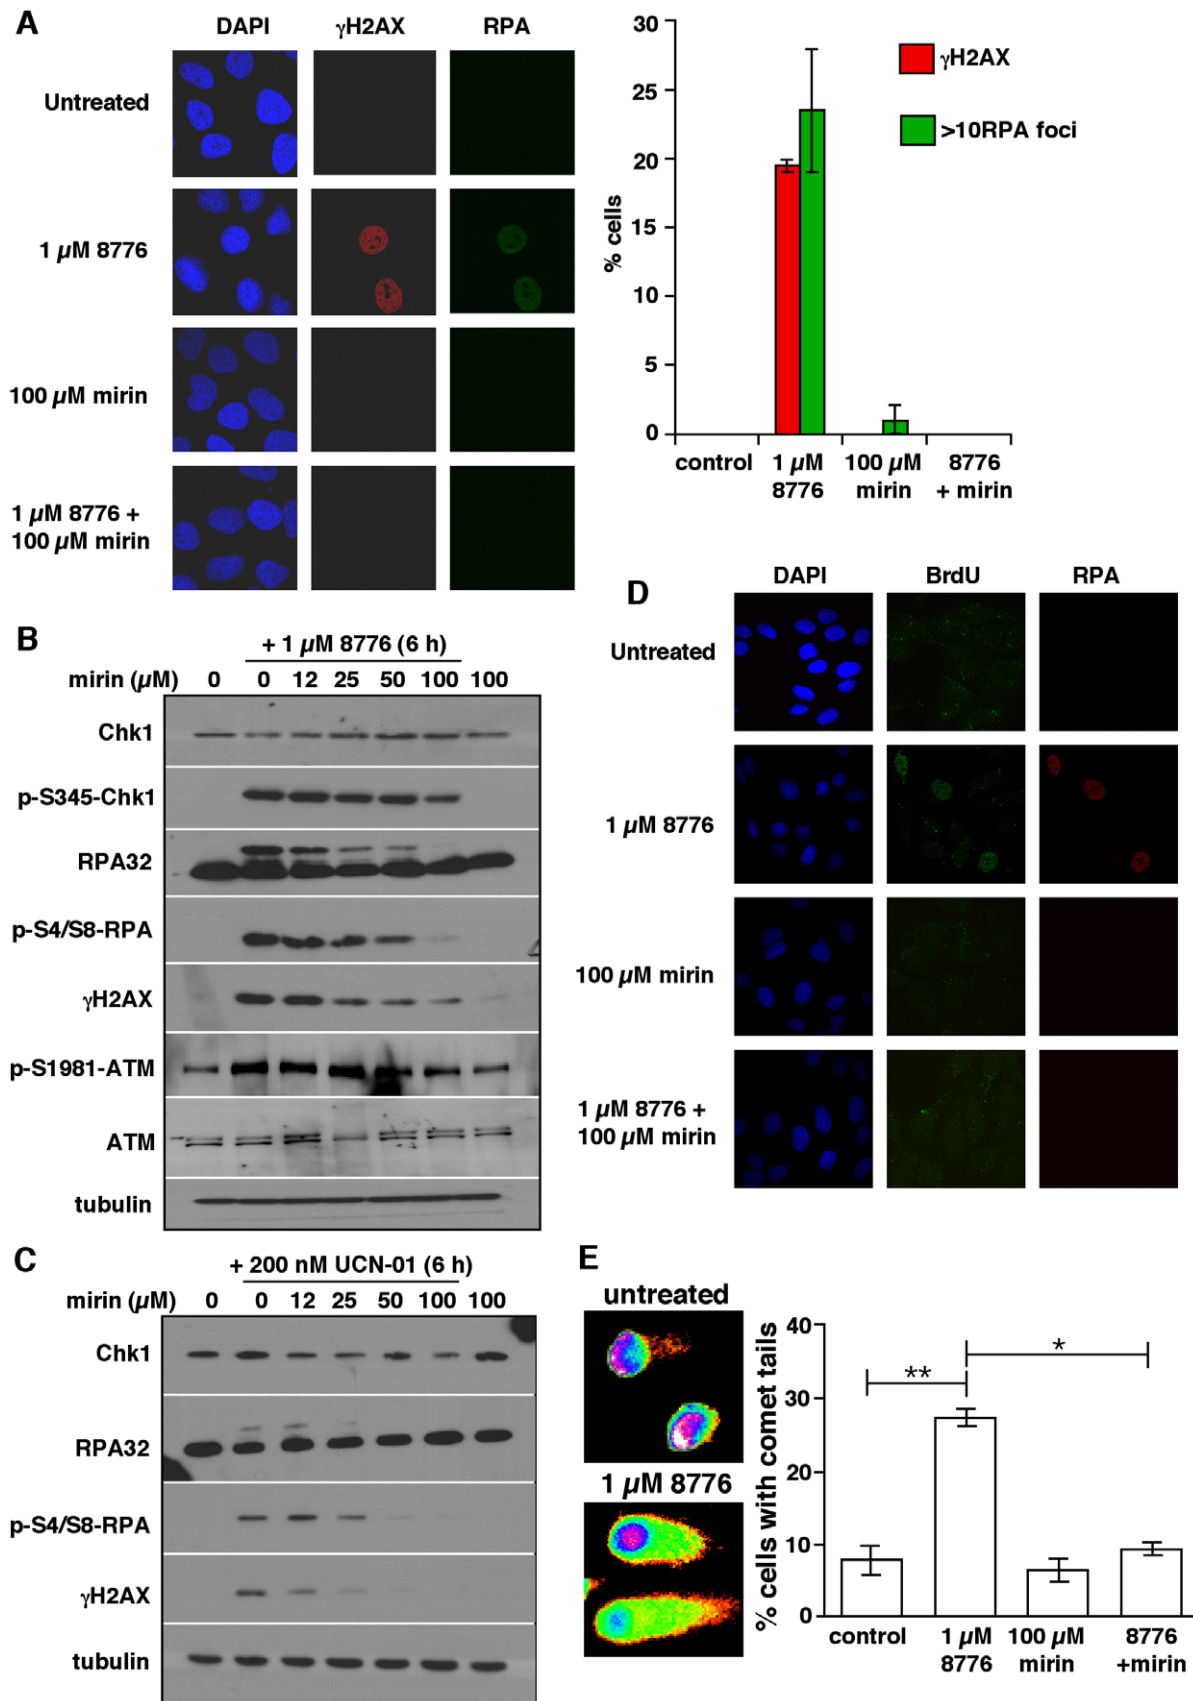 A
DAPI γH2AX RPA
Untreated
1 µM 8776
100 µM mirin
1 µM 8776 +
100 µM mirin
30
25
20
15
10
5
0
% cells
γH2AX
>10RPA foci
control 1 µM 100 µM 8776
8776 mirin + mirin
B
+ 1 µM 8776 (6 h)
mirin (µM) 0 0 12 25 50 100 100
Chk1
p-S345-Chk1
RPA32
p-S4/S8-RPA
γH2AX
p-S1981-ATM
ATM
tubulin
C
+ 200 nM UCN-01 (6 h)
mirin (µM) 0 0 12 25 50 100 100
Chk1
RPA32
p-S4/S8-RPA
γH2AX
tubulin
D
DAPI BrdU RPA
Untreated
1 µM 8776
100 µM mirin
1 µM 8776 +
100 µM mirin
E
untreated
1 µM 8776
40
30
20
10
0
% cells with comet tails
** *
control 1 µM 100 µM 8776
8776 mirin +mirin